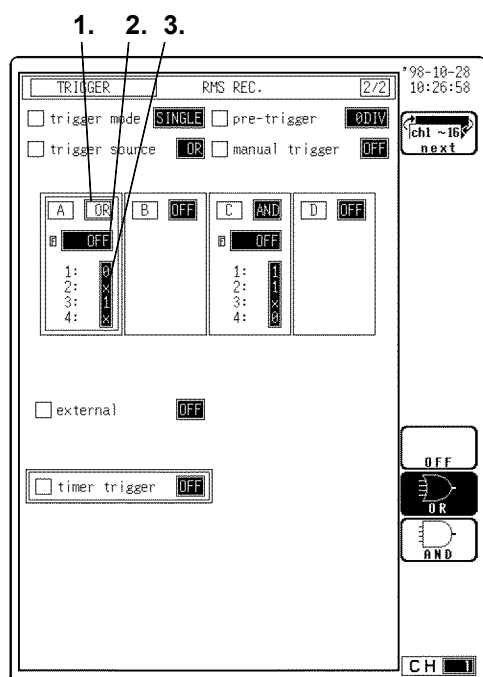 1. 2. 3.
'98-10-28
10:26:58
TRIGGER RMS REC. 2/2
trigger mode SINGLE pre-trigger 0DIV
trigger source OR manual trigger OFF
ch1 ~16
next
A OR B OFF C AND D OFF
F OFF F OFF
1: 0 1: 1
2: x 2: 1
3: 1 3: x
4: x 4: 0
external OFF
timer trigger OFF
OFF
OR
AND
CH 1